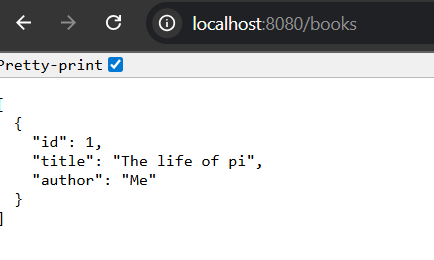 localhost:8080/books
Pretty-print
[
  {
    "id": 1,
    "title": "The life of pi",
    "author": "Me"
  }
]